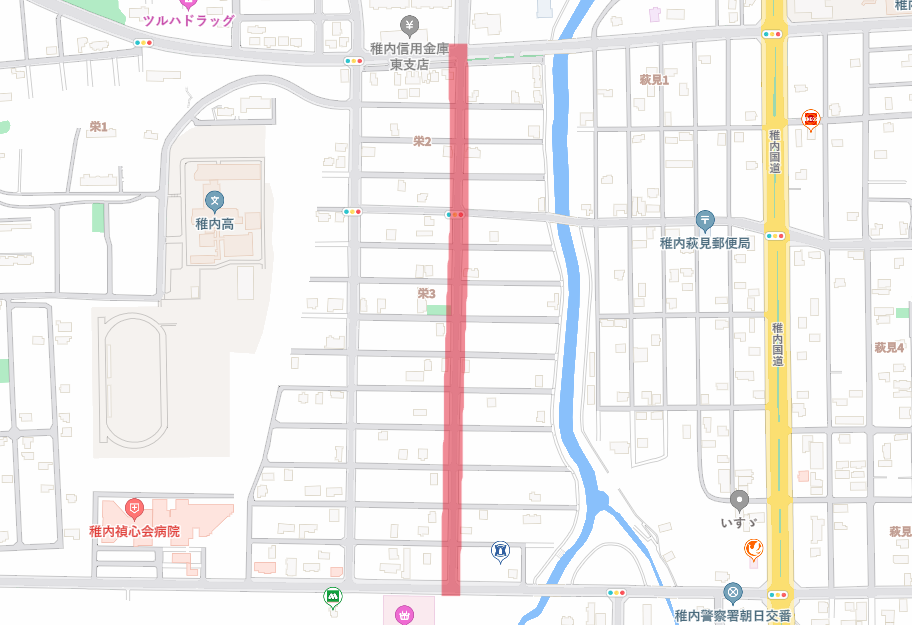 ツルハドラッグ
稚内
稚内信用金庫
東支店
萩見1
栄1
栄2
稚内国道
文
稚内高
稚内萩見郵便局
栄3
稚内国道
萩見4
稚内禎心会病院
いすゞ
萩見
稚内警察署朝日交番